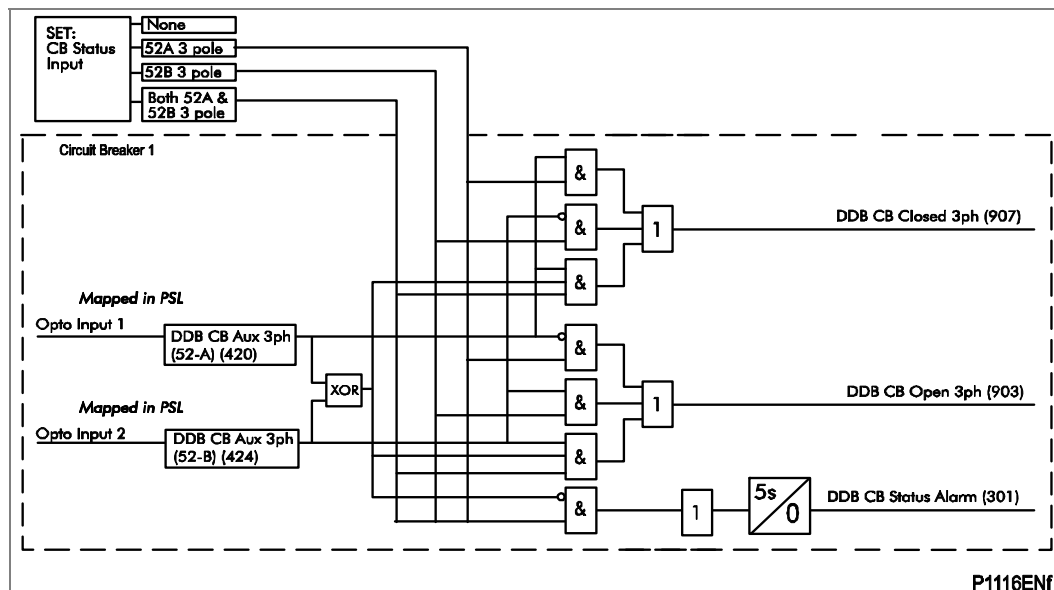 SET:
CB Status
Input
None
52A 3 pole
52B 3 pole
Both 52A &
52B 3 pole
Circuit Breaker 1
&
&
1
DDB CB Closed 3ph (907)
&
Mapped in PSL
Opto Input 1
DDB CB Aux 3ph
(52-A) (420)
&
XOR
&
1
DDB CB Open 3ph (903)
Mapped in PSL
Opto Input 2
DDB CB Aux 3ph
(52-B) (424)
&
&
1
5s
0
DDB CB Status Alarm (301)
P1116ENf